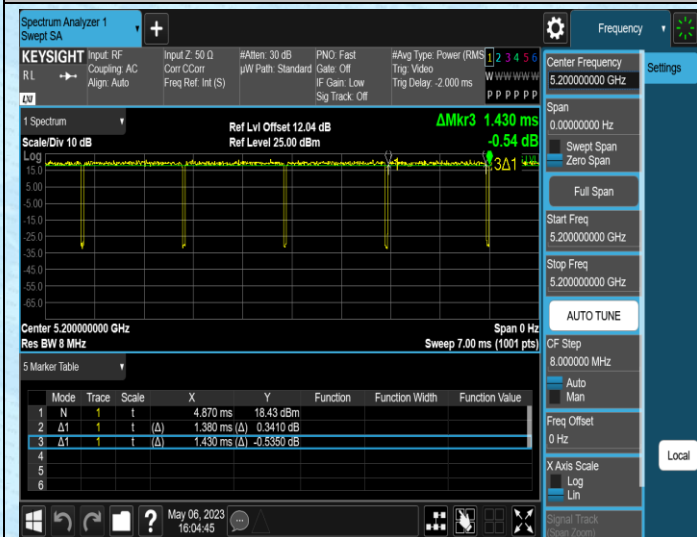 Spectrum Analyzer 1
Swept SA
Frequency
KEYSIGHT Input: RF Input Z: 50 Ω #Atten: 30 dB PNO: Fast #Avg Type: Power (RMS 1 2 3 4 5 6
RL Coupling: AC Corr CCorr µW Path: Standard Gate: Off Trig: Video W W W W W W
Align: Auto Freq Ref: Int (S) IF Gain: Low Trig Delay: -2.000 ms P P P P P P
LXI Sig Track: Off
1 Spectrum
Ref Lvl Offset 12.04 dB ΔMkr3 1.430 ms
Scale/Div 10 dB Ref Level 25.00 dBm -0.54 dB
Log
15.0
1
3Δ1
5.00
-5.00
-15.0
-25.0
-35.0
-45.0
-55.0
-65.0
Center 5.200000000 GHz Span 0 Hz
Res BW 8 MHz Sweep 7.00 ms (1001 pts)
5 Marker Table
Mode Trace Scale X Y Function Function Width Function Value
1 N 1 t 4.870 ms 18.43 dBm
2 Δ1 1 t (Δ) 1.380 ms (Δ) 0.3410 dB
3 Δ1 1 t (Δ) 1.430 ms (Δ) -0.5350 dB
4
5
6
May 06, 2023
16:04:45
Center Frequency
5.200000000 GHz
Settings
Span
0.00000000 Hz
Swept Span
Zero Span
Full Span
Start Freq
5.200000000 GHz
Stop Freq
5.200000000 GHz
AUTO TUNE
CF Step
8.000000 MHz
Auto
Man
Freq Offset
0 Hz
Local
X Axis Scale
Log
Lin
Signal Track
(Span Zoom)